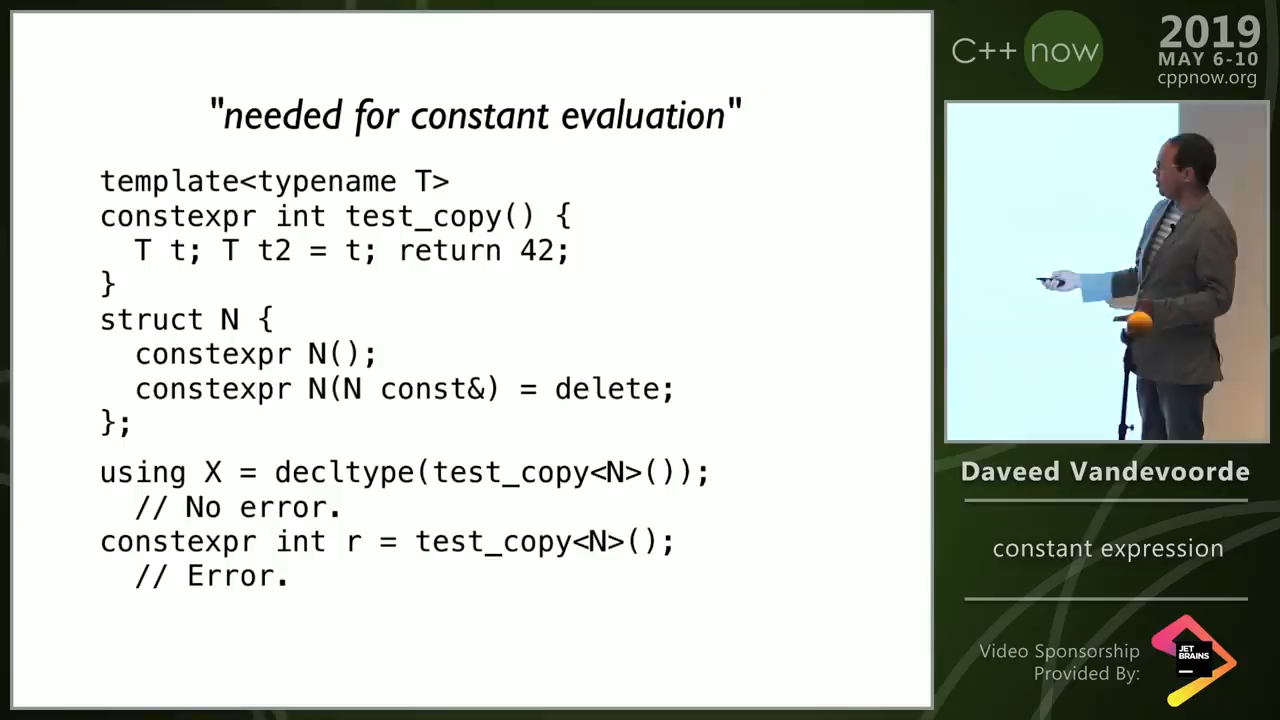 "needed for constant evaluation"
template<typename T>
constexpr int test_copy() {
  T t; T t2 = t; return 42;
}
struct N {
  constexpr N();
  constexpr N(N const&) = delete;
};
using X = decltype(test_copy<N>());
  // No error.
constexpr int r = test_copy<N>();
  // Error.
C++ now
2019
MAY 6-10
cppnow.org
Daveed Vandevoorde
constant expression
Video Sponsorship
Provided By:
JET
BRAINS